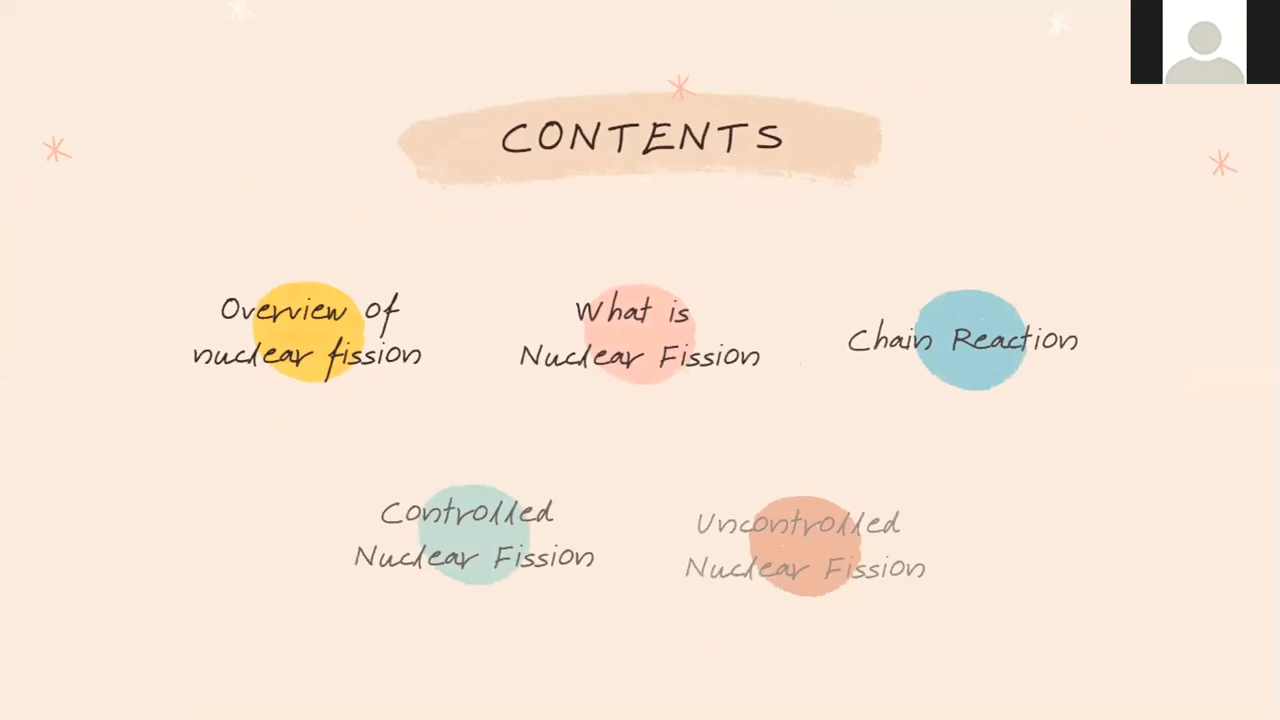 CONTENTS
Overview of
nuclear fission
What is
Nuclear Fission
Chain Reaction
Controlled
Nuclear Fission
Uncontrolled
Nuclear Fission